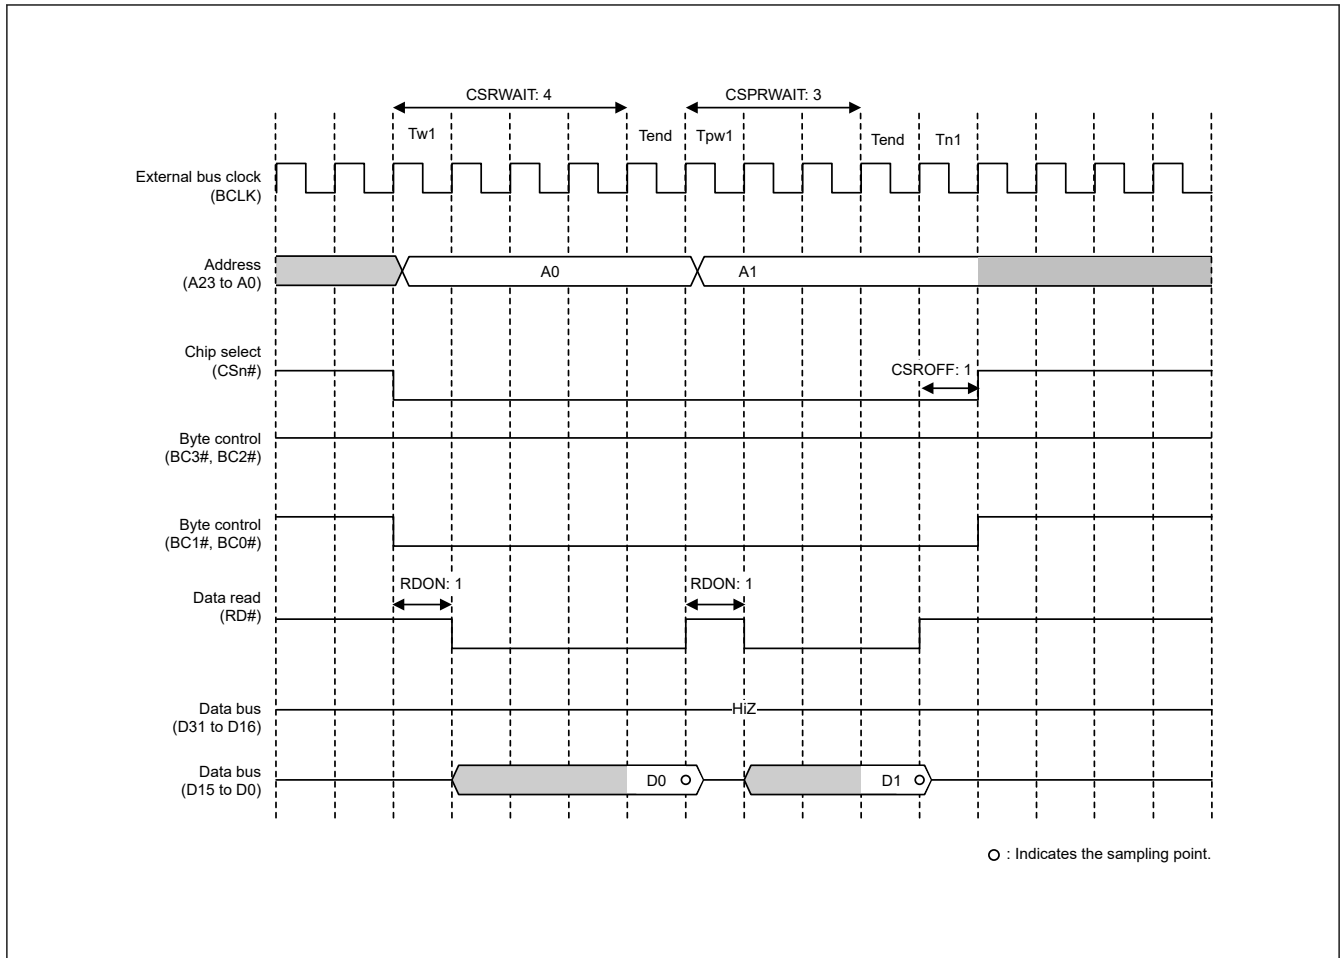 CSRWAIT: 4
CSPRWAIT: 3
Tw1
Tend
Tpw1
Tend
Tn1
External bus clock
(BCLK)
Address
(A23 to A0)
A0
A1
Chip select
(CSn#)
CSROFF: 1
Byte control
(BC3#, BC2#)
Byte control
(BC1#, BC0#)
RDON: 1
RDON: 1
Data read
(RD#)
Data bus
(D31 to D16)
HiZ
Data bus
(D15 to D0)
D0
D1
: Indicates the sampling point.